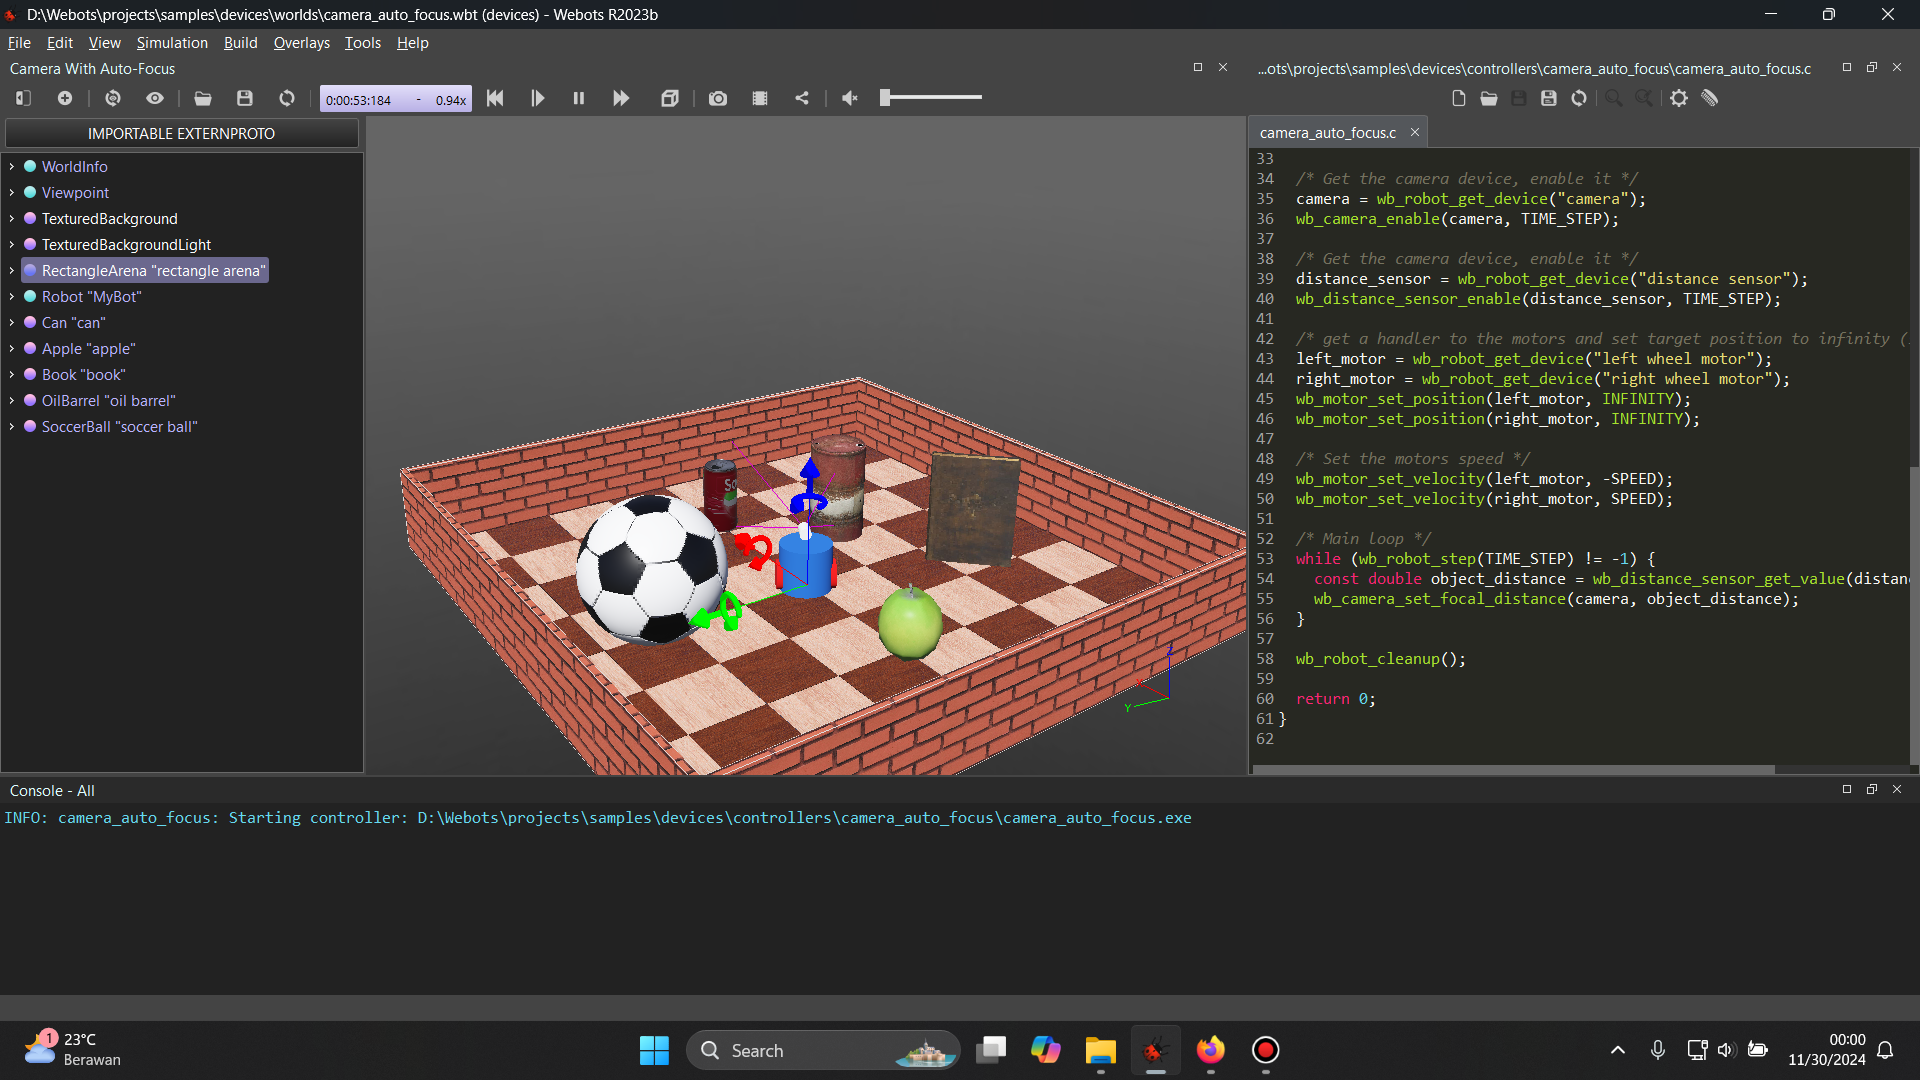 D:\Webots\projects\samples\devices\worlds\camera_auto_focus.wbt (devices) - Webots R2023b
File Edit View Simulation Build Overlays Tools Help
Camera With Auto-Focus
0:00:53:184 - 0.94x
IMPORTABLE EXTERNPROTO
WorldInfo
Viewpoint
TexturedBackground
TexturedBackgroundLight
RectangleArena "rectangle arena"
Robot "MyBot"
Can "can"
Apple "apple"
Book "book"
OilBarrel "oil barrel"
SoccerBall "soccer ball"
So
Z
Y
...ots\projects\samples\devices\controllers\camera_auto_focus\camera_auto_focus.c
camera_auto_focus.c
33
34 /* Get the camera device, enable it */
35 camera = wb_robot_get_device("camera");
36 wb_camera_enable(camera, TIME_STEP);
37
38 /* Get the camera device, enable it */
39 distance_sensor = wb_robot_get_device("distance sensor");
40 wb_distance_sensor_enable(distance_sensor, TIME_STEP);
41
42 /* get a handler to the motors and set target position to infinity (
43 left_motor = wb_robot_get_device("left wheel motor");
44 right_motor = wb_robot_get_device("right wheel motor");
45 wb_motor_set_position(left_motor, INFINITY);
46 wb_motor_set_position(right_motor, INFINITY);
47
48 /* Set the motors speed */
49 wb_motor_set_velocity(left_motor, -SPEED);
50 wb_motor_set_velocity(right_motor, SPEED);
51
52 /* Main loop */
53 while (wb_robot_step(TIME_STEP) != -1) {
54 const double object_distance = wb_distance_sensor_get_value(distan
55 wb_camera_set_focal_distance(camera, object_distance);
56 }
57
58 wb_robot_cleanup();
59
60 return 0;
61 }
62
Console - All
INFO: camera_auto_focus: Starting controller: D:\Webots\projects\samples\devices\controllers\camera_auto_focus\camera_auto_focus.exe
1
23°C
Berawan
Search
00:00
11/30/2024